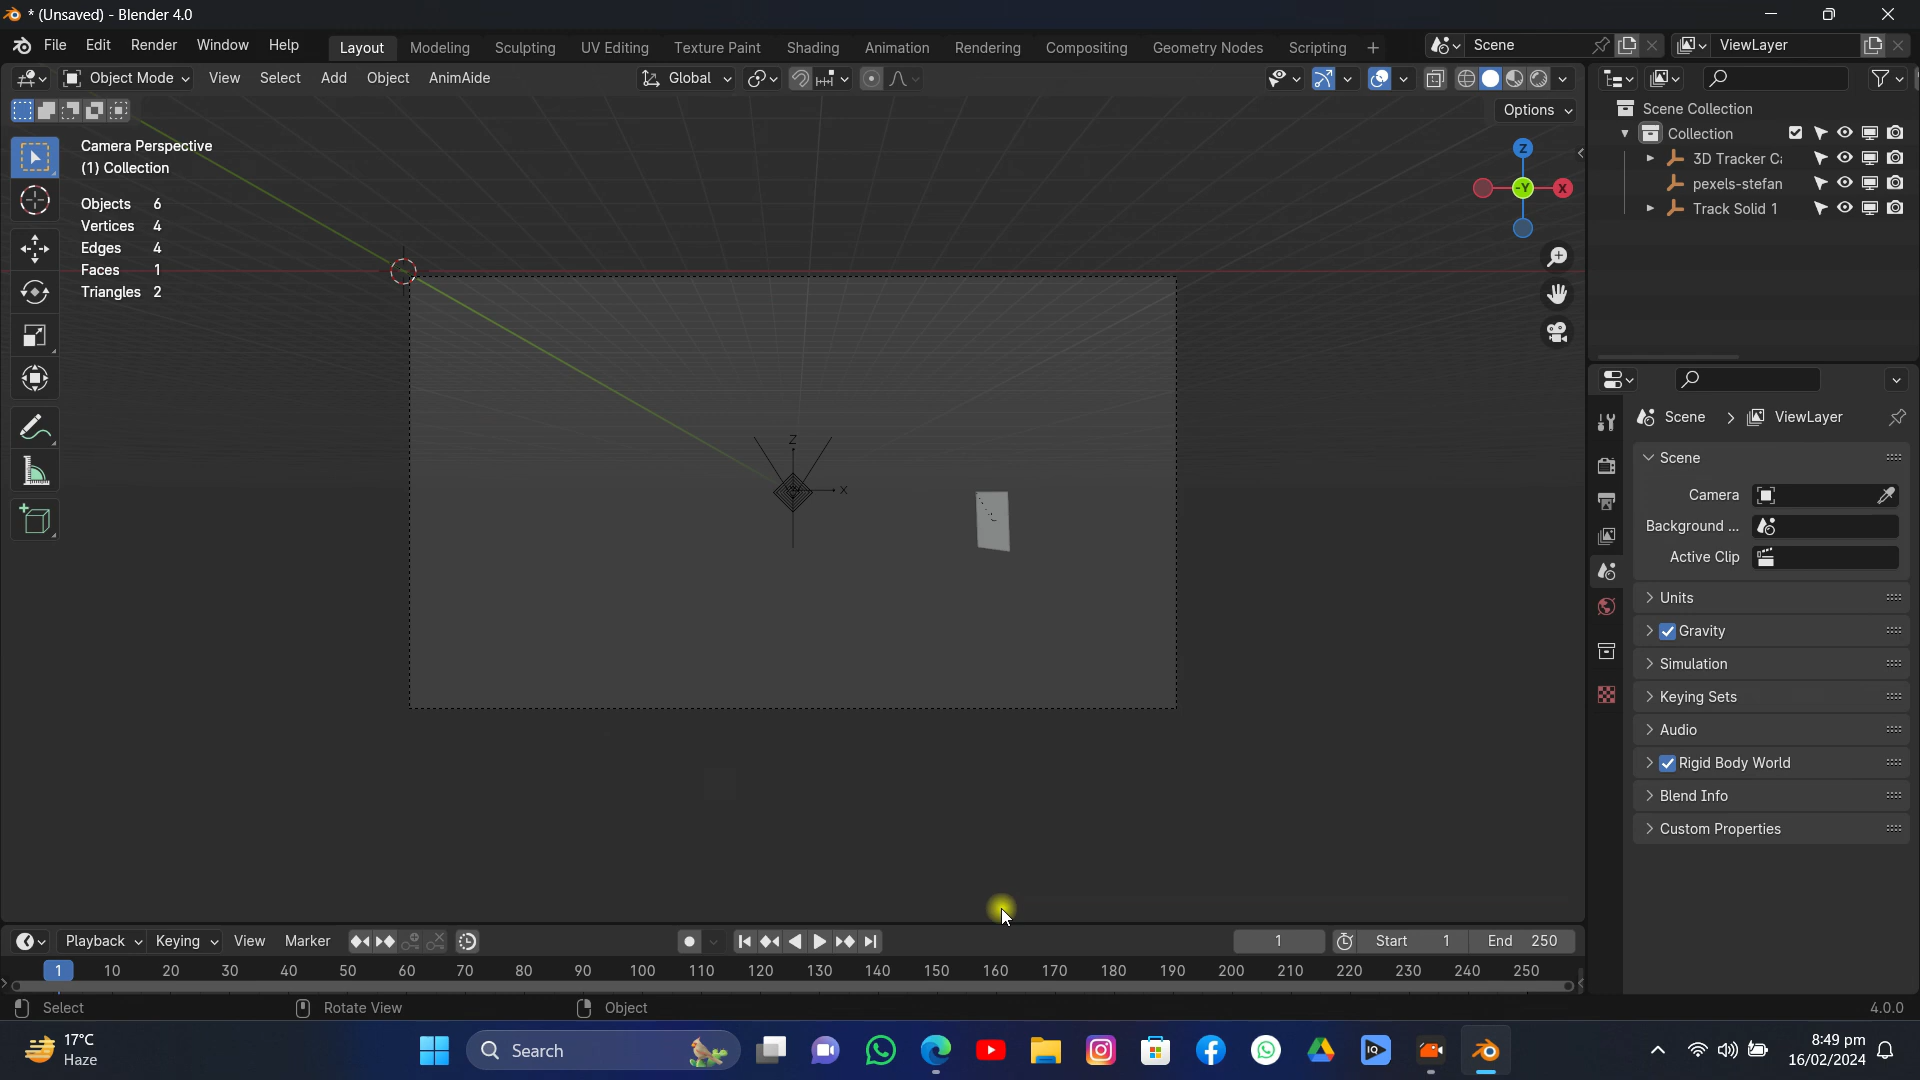 * (Unsaved) - Blender 4.0
File Edit Render Window Help Layout Modeling Sculpting UV Editing Texture Paint Shading Animation Rendering Compositing Geometry Nodes Scripting + Scene ViewLayer
Object Mode View Select Add Object AnimAide Global
Options
Camera Perspective
(1) Collection
Objects 6
Vertices 4
Edges 4
Faces 1
Triangles 2
Z
-Y
X
Z
X
Scene Collection
Collection
3D Tracker Ca
pexels-stefan
Track Solid 1
Scene > ViewLayer
Scene
Camera
Background ...
Active Clip
Units
Gravity
Simulation
Keying Sets
Audio
Rigid Body World
Blend Info
Custom Properties
Playback Keying View Marker 1 Start 1 End 250
1 10 20 30 40 50 60 70 80 90 100 110 120 130 140 150 160 170 180 190 200 210 220 230 240 250
Select Rotate View Object 4.0.0
17°C
Haze
Search
IQ
8:49 pm
16/02/2024